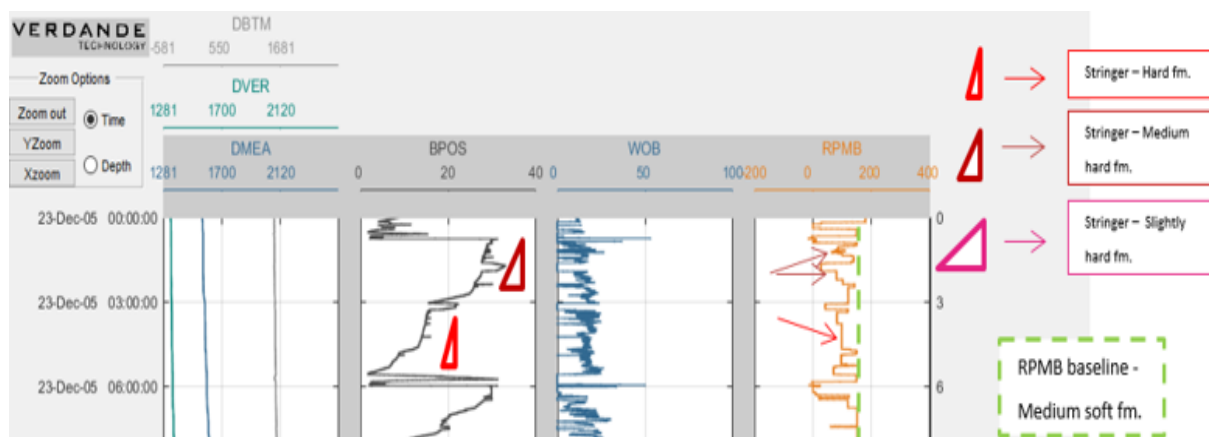 VERDANDE
TECHNOLOGY
DBTM
-581 550 1681
Zoom Options
DVER
Zoom out
Time
1281 1700 2120
YZoom
DMEA BPOS WOB RPMB
Xzoom
Depth
1281 1700 2120 0 20 40 0 50 100 -200 0 200 400
23-Dec-05 00:00:00 0
23-Dec-05 03:00:00 3
23-Dec-05 06:00:00 6
Stringer – Hard fm.
Stringer – Medium
hard fm.
Stringer – Slightly
hard fm.
RPMB baseline -
Medium soft fm.